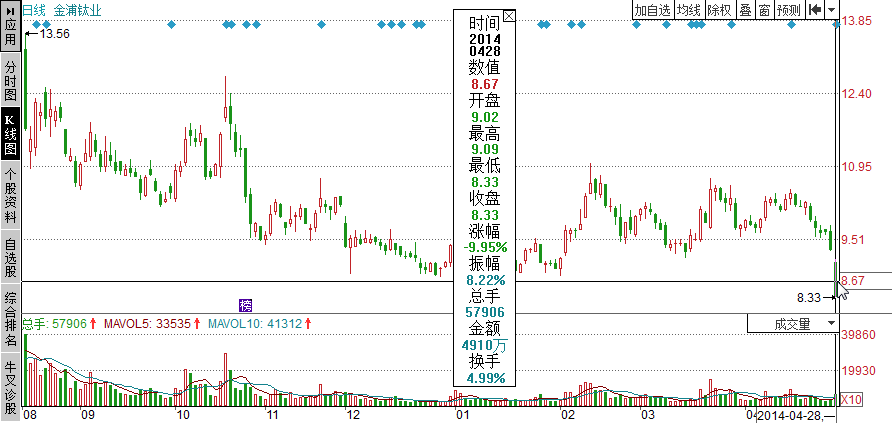 日线 金浦钛业
加自选 均线 除权 叠 窗 预测
应用
分时图
K线图
个股资料
自选股
综合排名
牛叉诊股
13.56
时间
2014
0428
数值
8.67
开盘
9.02
最高
9.09
最低
8.33
收盘
8.33
涨幅
-9.95%
振幅
8.22%
总手
57906
金额
4910万
换手
4.99%
13.85
12.40
10.95
9.51
8.67
8.33
榜
总手: 57906 MAVOL5: 33535 MAVOL10: 41312
成交量
39860
19930
X10
08 09 10 11 12 01 02 03 04 2014-04-28,一